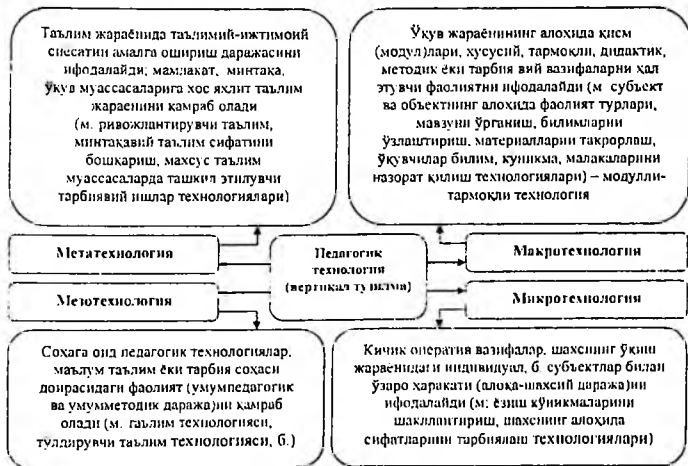 Таълим жараёнида таълимий-ижтимоий
сиёсатни амалга ошириш даражасини
ифодалайди; мамлакат, минтақа,
ўқув муассасаларига хос яхлит таълим
жараёнини қамраб олади
(м. ривожлантирувчи таълим,
минтақавий таълим сифатини
бошқариш, махсус таълим
муассасаларда ташкил этилувчи
тарбиявий ишлар технологиялари)
Ўқув жараёнининг алоҳида қисм
(модул)лари, хусусий, тармоқли, дидактик,
методик ёки тарбия вий вазифаларни ҳал
этувчи фаолиятни ифодалайди (м субъект
ва объектнинг алоҳида фаолият турлари,
мавзуни ўрганиш, билимларни
ўзлаштириш, материалларни такрорлаш,
ўқувчилар билим, кўникма, малакаларини
назорат қилиш технологиялари) – модулли-
тармоқли технология
Метатехнология
Педагогик
технология
(вертикал тузилма)
Макротехнология
Мезотехнология
Микротехнология
Соҳага оид педагогик технологиялар,
маълум таълим ёки тарбия соҳаси
доирасидаги фаолият (умумпедагогик
ва умумметодик даража)ни қамраб
олади (м. таълим технологияси,
тўлдирувчи таълим технологияси, б.)
Кичик оператив вазифалар, шахснинг ўқиш
жараёнидаги индивидуал, б. субъектлар билан
ўзаро ҳаракати (алоқа-шахсий даража)ни
ифодалайди (м: ёзиш кўникмаларини
шакллантириш, шахснинг алоҳида
сифатларини тарбиялаш технологиялари)